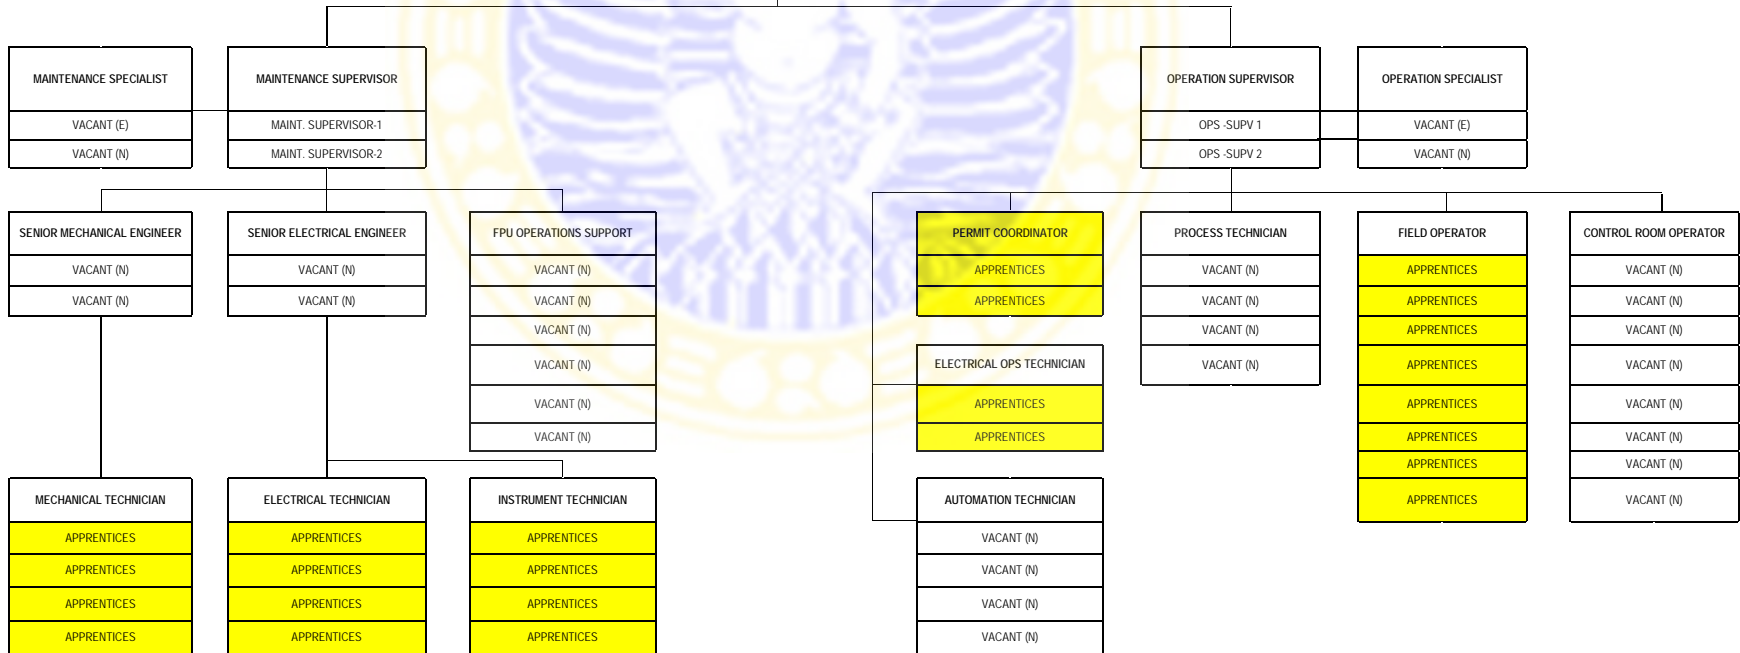 MAINTENANCE SPECIALIST
VACANT (E)
VACANT (N)
MAINTENANCE SUPERVISOR
MAINT. SUPERVISOR-1
MAINT. SUPERVISOR-2
OPERATION SUPERVISOR
OPS -SUPV 1
OPS -SUPV 2
OPERATION SPECIALIST
VACANT (E)
VACANT (N)
SENIOR MECHANICAL ENGINEER
VACANT (N)
VACANT (N)
SENIOR ELECTRICAL ENGINEER
VACANT (N)
VACANT (N)
FPU OPERATIONS SUPPORT
VACANT (N)
VACANT (N)
VACANT (N)
VACANT (N)
VACANT (N)
VACANT (N)
PERMIT COORDINATOR
APPRENTICES
APPRENTICES
PROCESS TECHNICIAN
VACANT (N)
VACANT (N)
VACANT (N)
VACANT (N)
FIELD OPERATOR
APPRENTICES
APPRENTICES
APPRENTICES
APPRENTICES
APPRENTICES
APPRENTICES
APPRENTICES
APPRENTICES
CONTROL ROOM OPERATOR
VACANT (N)
VACANT (N)
VACANT (N)
VACANT (N)
VACANT (N)
VACANT (N)
VACANT (N)
VACANT (N)
ELECTRICAL OPS TECHNICIAN
APPRENTICES
APPRENTICES
MECHANICAL TECHNICIAN
APPRENTICES
APPRENTICES
APPRENTICES
APPRENTICES
ELECTRICAL TECHNICIAN
APPRENTICES
APPRENTICES
APPRENTICES
APPRENTICES
INSTRUMENT TECHNICIAN
APPRENTICES
APPRENTICES
APPRENTICES
APPRENTICES
AUTOMATION TECHNICIAN
VACANT (N)
VACANT (N)
VACANT (N)
VACANT (N)